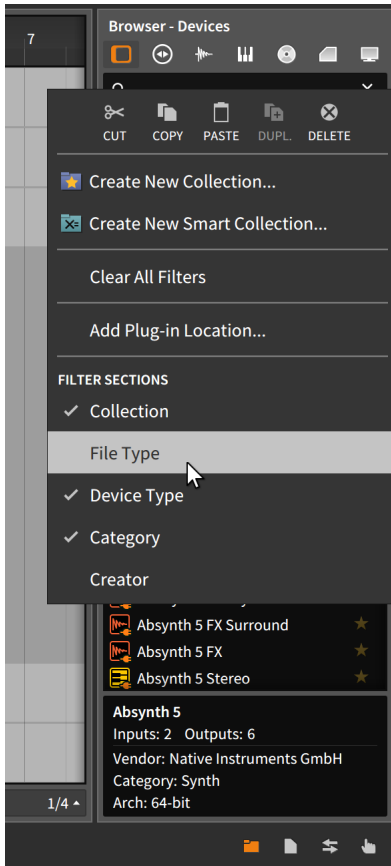 7
Browser - Devices
CUT COPY PASTE DUPL. DELETE
Create New Collection...
Create New Smart Collection...
Clear All Filters
Add Plug-in Location...
FILTER SECTIONS
Collection
File Type
Device Type
Category
Creator
Absynth 5 FX Surround
Absynth 5 FX
Absynth 5 Stereo
Absynth 5
Inputs: 2 Outputs: 6
Vendor: Native Instruments GmbH
Category: Synth
Arch: 64-bit
1/4